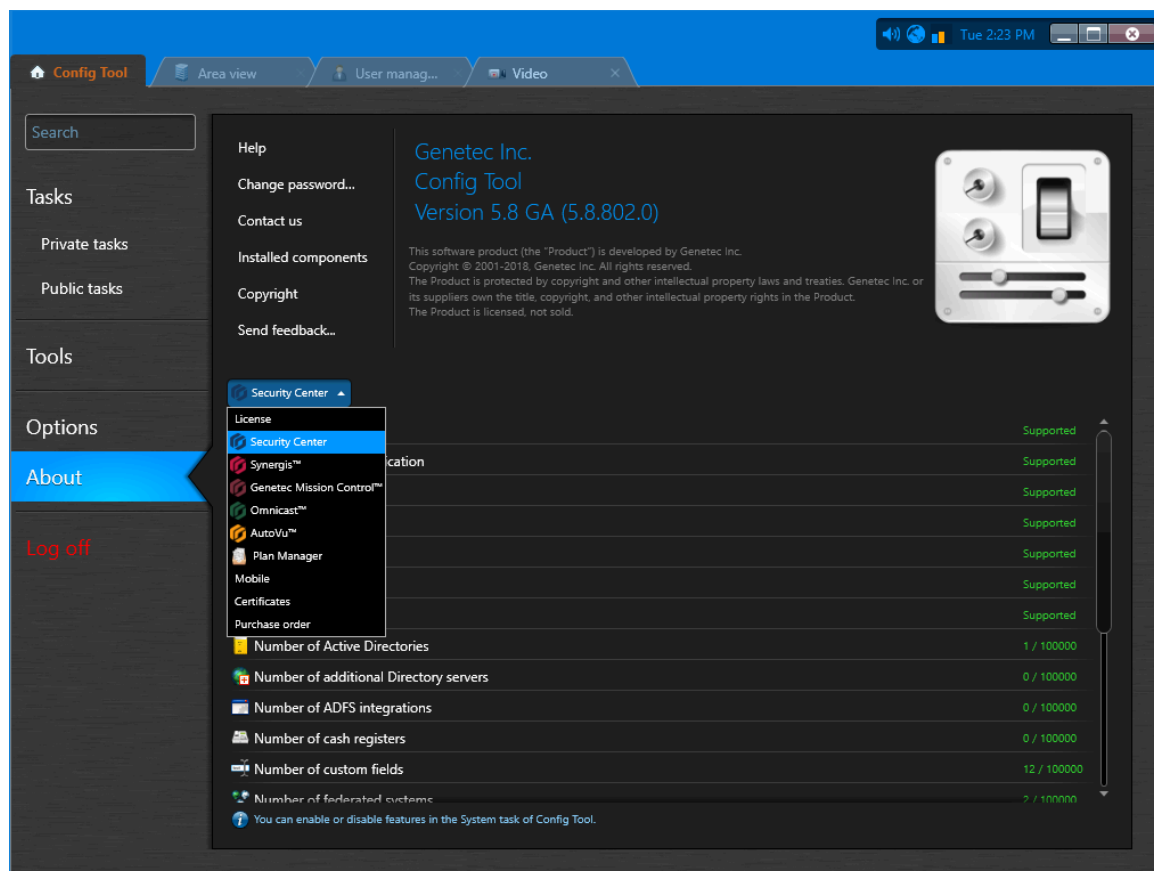 Tue 2:23 PM
Config Tool
Area view
User manag...
Video
Search
Tasks
Private tasks
Public tasks
Tools
Options
About
Log off
Help
Change password...
Contact us
Installed components
Copyright
Send feedback...
Genetec Inc.
Config Tool
Version 5.8 GA (5.8.802.0)
This software product (the "Product") is developed by Genetec Inc.
Copyright © 2001-2018, Genetec Inc. All rights reserved.
The Product is protected by copyright and other intellectual property laws and treaties. Genetec Inc. or
its suppliers own the title, copyright, and other intellectual property rights in the Product.
The Product is licensed, not sold.
Security Center
License
Security Center
Synergis™
Genetec Mission Control™
Omnicast™
AutoVu™
Plan Manager
Mobile
Certificates
Purchase order
Supported
ication Supported
Supported
Supported
Supported
Supported
Supported
Number of Active Directories 1 / 100000
Number of additional Directory servers 0 / 100000
Number of ADFS integrations 0 / 100000
Number of cash registers 0 / 100000
Number of custom fields 12 / 100000
Number of federated systems 2 / 100000
You can enable or disable features in the System task of Config Tool.